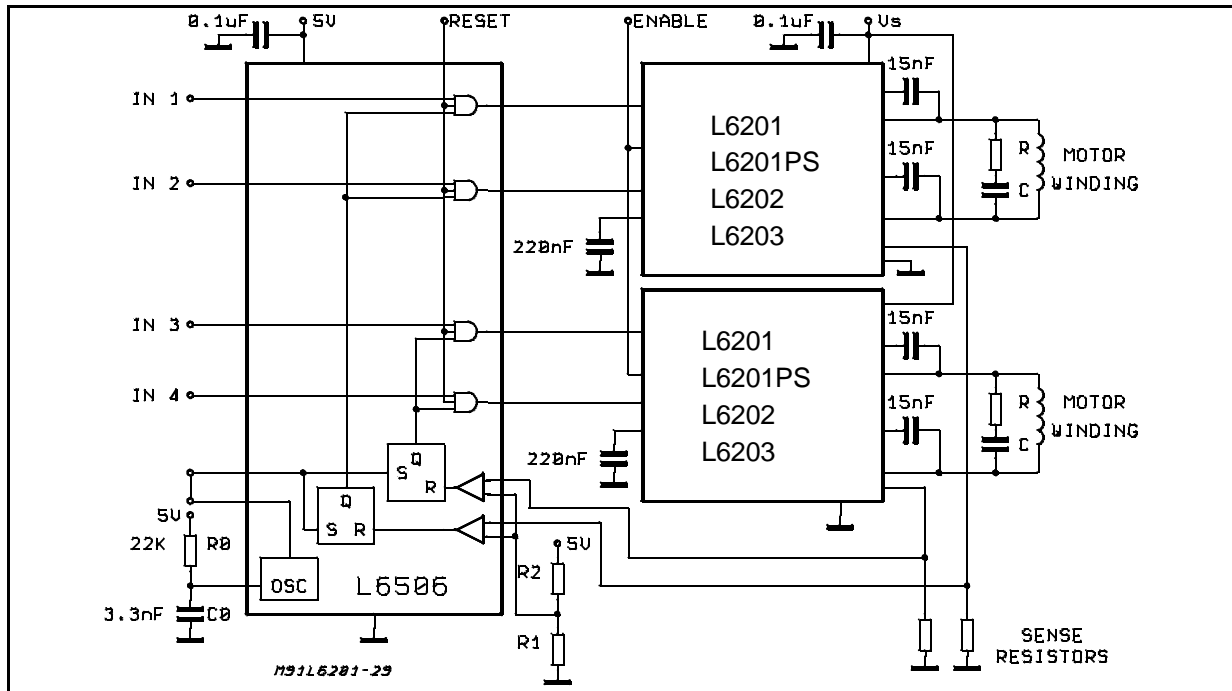 0.1uF
5V
RESET
ENABLE
0.1uF
Vs
15nF
IN 1
L6201
L6201PS
L6202
L6203
15nF
R
C
MOTOR
WINDING
IN 2
220nF
IN 3
L6201
L6201PS
L6202
L6203
15nF
IN 4
15nF
R
C
MOTOR
WINDING
220nF
Q
S
R
Q
S
R
5V
22K
R0
OSC
L6506
5V
R2
3.3nF
C0
R1
SENSE
RESISTORS
M91L6201-29